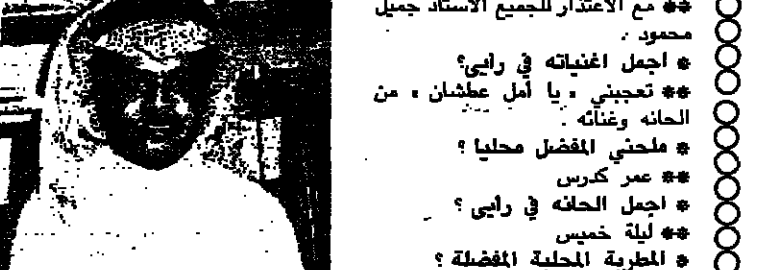 ** مع الاعتذار للجميع الاستاذ جميل
محمود .
* اجمل اغنياته في رأيي؟
** تعجبني « يا أمل عطشان » من
الحانه وغنائه .
* ملحني المفضل محليا ؟
** عمر كدرس
* اجمل الحانه في رأيي ؟
** ليلة خميس
* المطربة المحلية المفضلة ؟